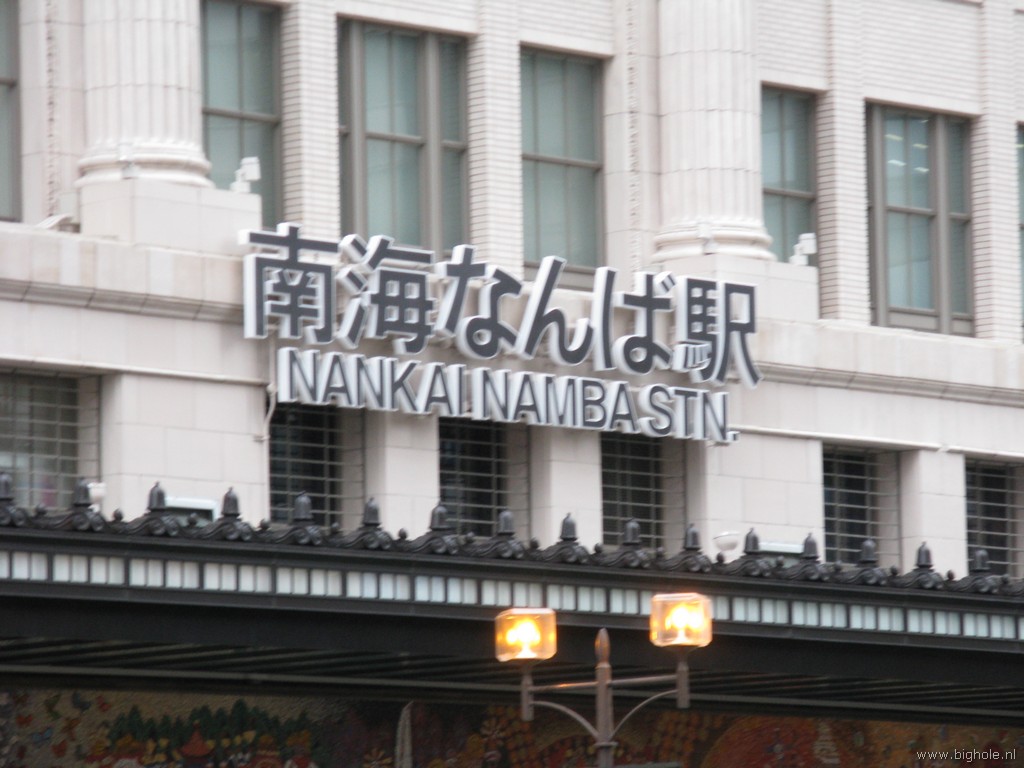 南海なんば駅
NANKAI NAMBA STN.
www.bighole.nl